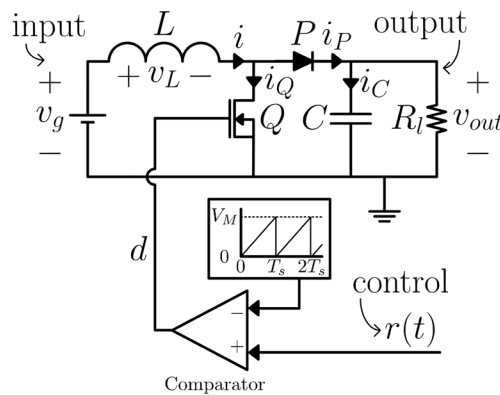 input
output
L
i
P
i_P
+ v_L −
i_Q
i_C
+
v_g
−
Q
C
R_l
+
v_out
−
d
V_M
0
0 T_s 2T_s
control
r(t)
−
+
Comparator